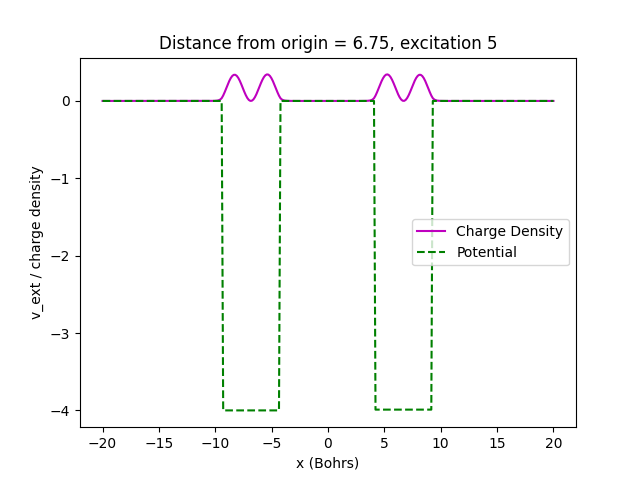 Distance from origin = 6.75, excitation 5
v_ext / charge density
0
−1
−2
−3
−4
Charge Density
Potential
−20
−15
−10
−5
0
5
10
15
20
x (Bohrs)